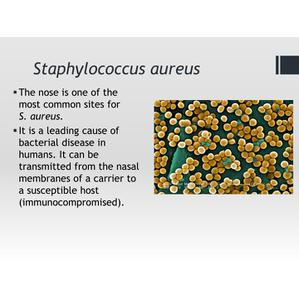 Staphylococcus aureus
▪The nose is one of the
most common sites for
S. aureus.
▪It is a leading cause of
bacterial disease in
humans. It can be
transmitted from the nasal
membranes of a carrier to
a susceptible host
(immunocompromised).